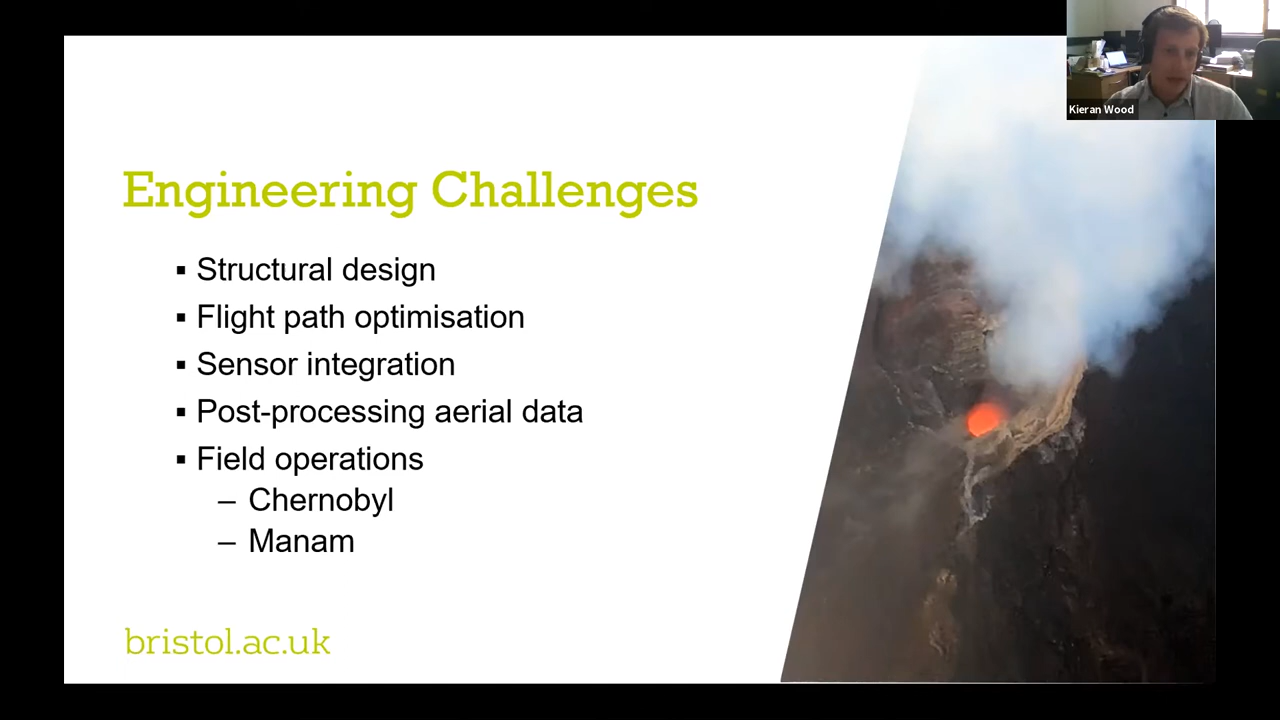 Kieran Wood
Engineering Challenges
▪ Structural design
▪ Flight path optimisation
▪ Sensor integration
▪ Post-processing aerial data
▪ Field operations
– Chernobyl
– Manam
bristol.ac.uk